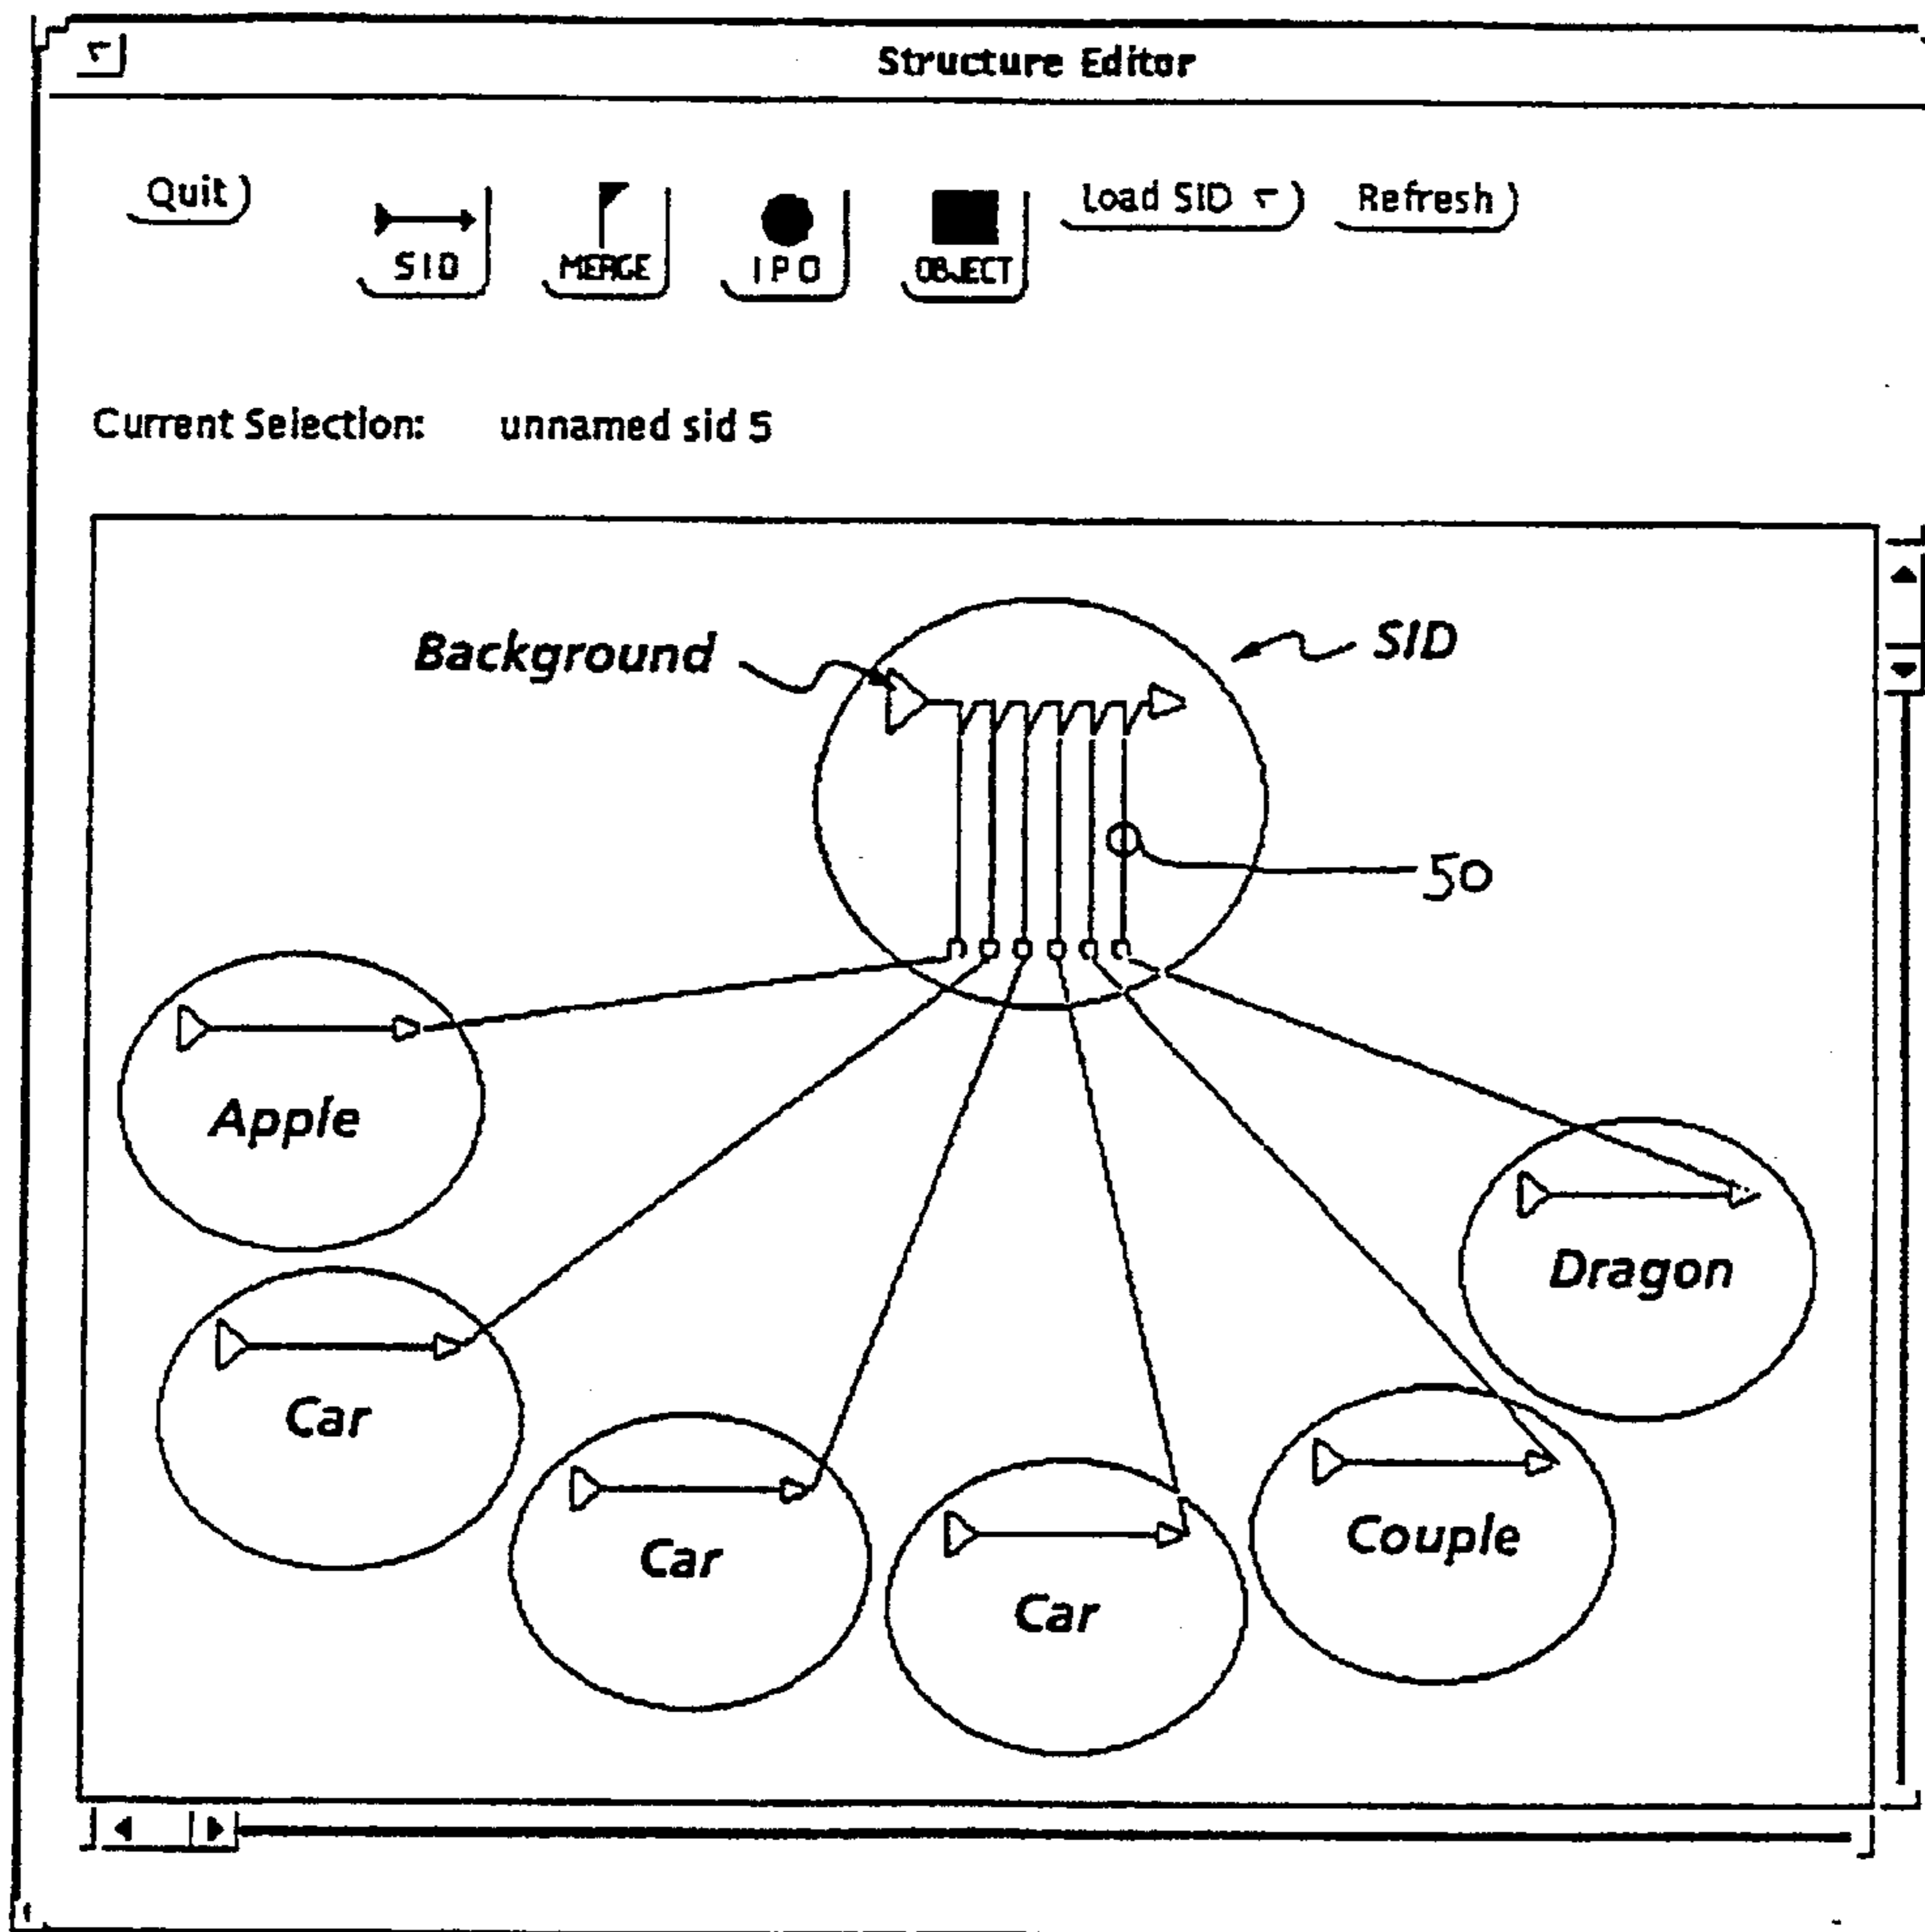 Structure Editor
Quit
SID
MERGE
IPO
OBJECT
Load SID
Refresh
Current Selection: unnamed sid 5
Background
SID
50
Apple
Dragon
Car
Car
Couple
Car